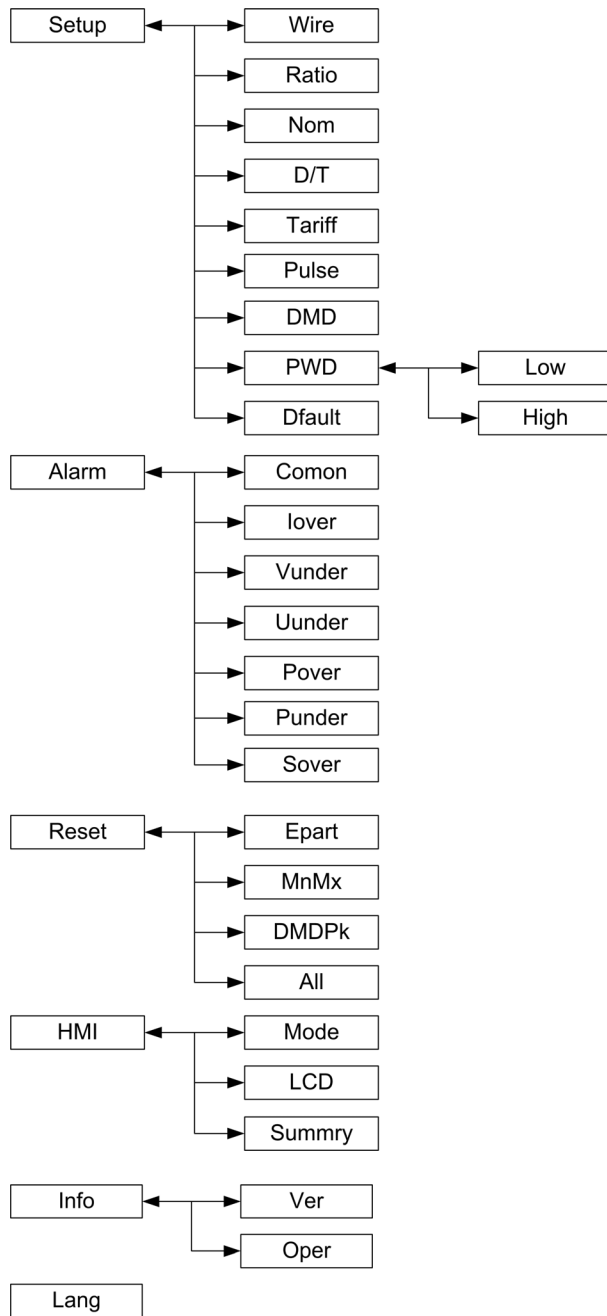 Setup
Wire
Ratio
Nom
D/T
Tariff
Pulse
DMD
PWD
Low
High
Dfault
Alarm
Comon
Iover
Vunder
Uunder
Pover
Punder
Sover
Reset
Epart
MnMx
DMDPk
All
HMI
Mode
LCD
Summry
Info
Ver
Oper
Lang